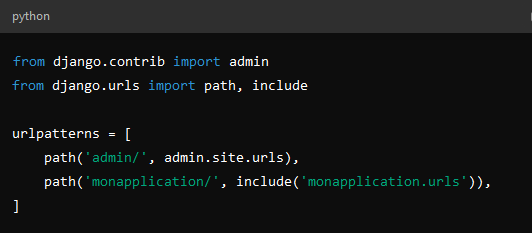 python
from django.contrib import admin
from django.urls import path, include
urlpatterns = [
    path('admin/', admin.site.urls),
    path('monapplication/', include('monapplication.urls')),
]